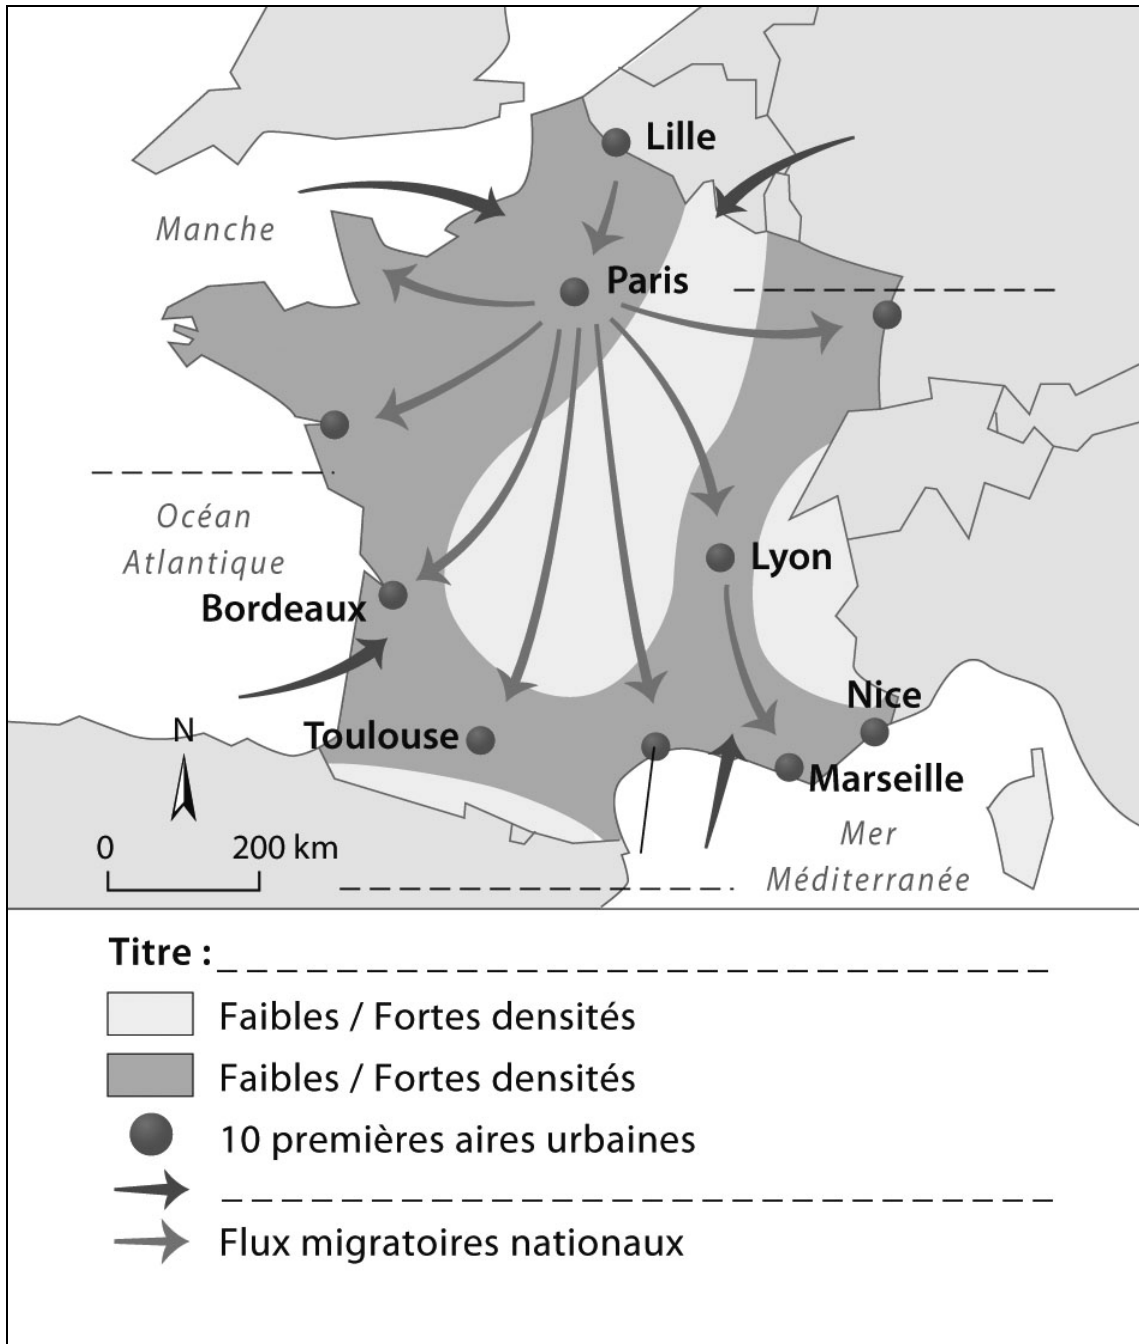 Lille
Manche
Paris
Océan
Atlantique
Lyon
Bordeaux
Nice
N
Toulouse
Marseille
0 200 km
Mer
Méditerranée
Titre :
Faibles / Fortes densités
Faibles / Fortes densités
10 premières aires urbaines
Flux migratoires nationaux